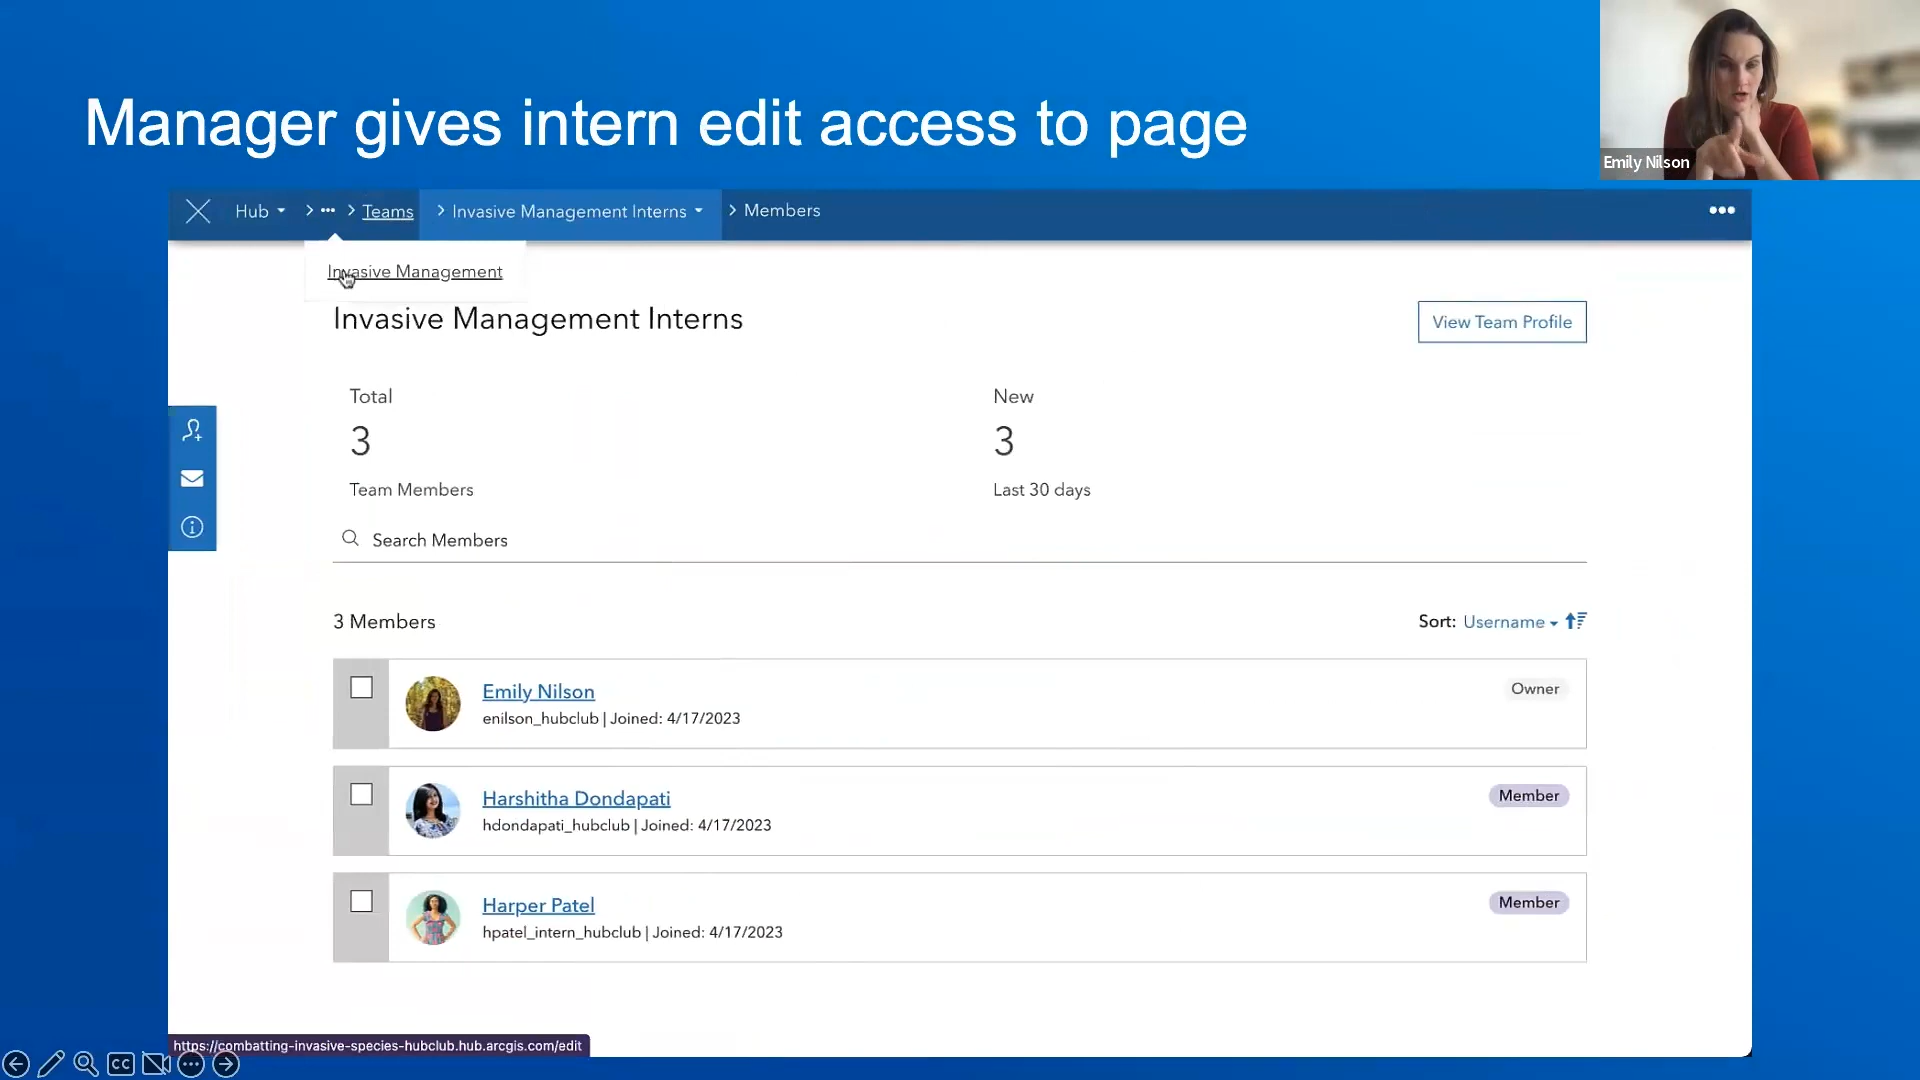 Manager gives intern edit access to page
Emily Nilson
Hub > ••• > Teams > Invasive Management Interns > Members
Invasive Management
Invasive Management Interns
View Team Profile
Total
New
3
3
Team Members
Last 30 days
Search Members
3 Members
Sort: Username
Emily Nilson
Owner
enilson_hubclub | Joined: 4/17/2023
Harshitha Dondapati
Member
hdondapati_hubclub | Joined: 4/17/2023
Harper Patel
Member
hpatel_intern_hubclub | Joined: 4/17/2023
https://combatting-invasive-species-hubclub.hub.arcgis.com/edit
CC